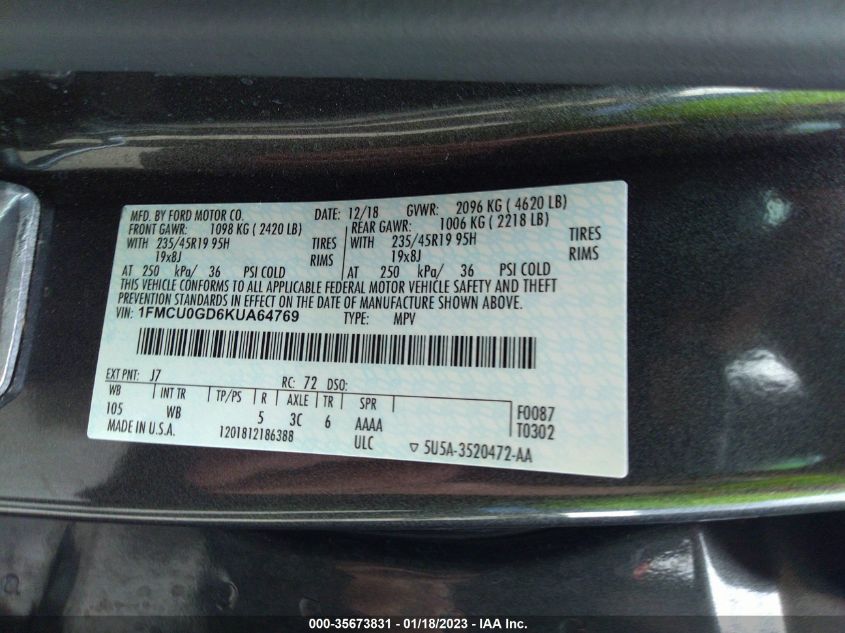 MFD. BY FORD MOTOR CO. DATE: 12/18 GVWR: 2096 KG ( 4620 LB)
FRONT GAWR: 1098 KG ( 2420 LB) REAR GAWR: 1006 KG ( 2218 LB)
WITH 235/45R19 95H TIRES WITH 235/45R19 95H TIRES
19x8J RIMS 19x8J RIMS
AT 250 kPa/ 36 PSI COLD AT 250 kPa/ 36 PSI COLD
THIS VEHICLE CONFORMS TO ALL APPLICABLE FEDERAL MOTOR VEHICLE SAFETY AND THEFT
PREVENTION STANDARDS IN EFFECT ON THE DATE OF MANUFACTURE SHOWN ABOVE.
VIN: 1FMCU0GD6KUA64769 TYPE: MPV
EXT PNT: J7 RC: 72 DSO:
WB INT TR TP/PS R AXLE TR SPR
105 WB 5 3C 6 AAAA F0087
MADE IN U.S.A. 1201812186388 ULC T0302
▽ 5U5A-3520472-AA
000-35673831 - 01/18/2023 - IAA Inc.